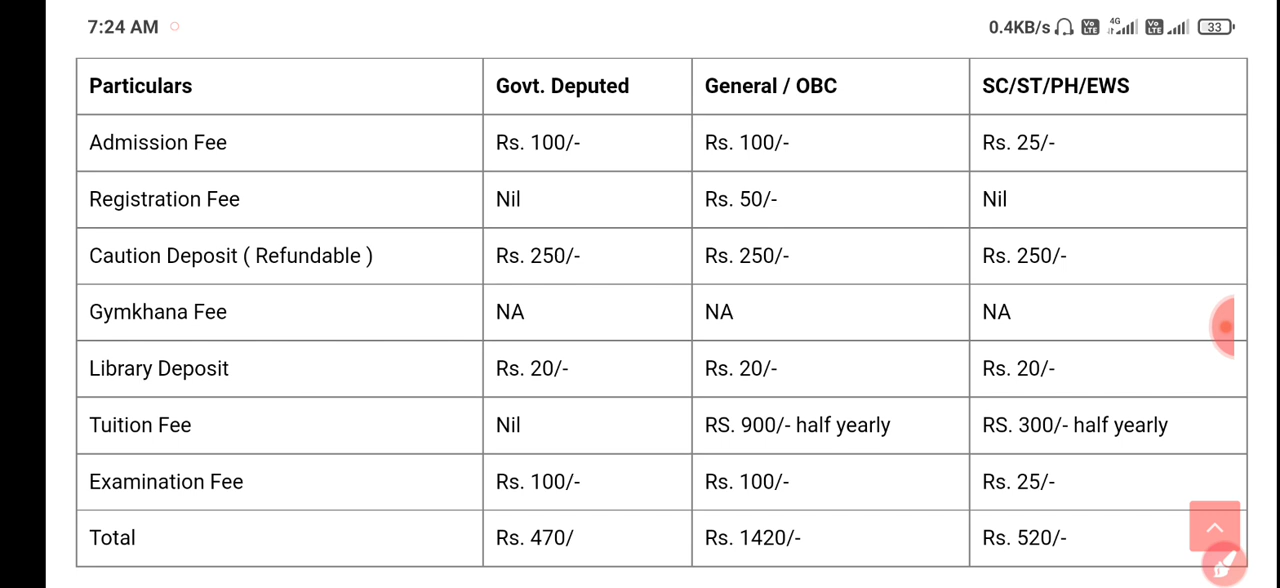 7:24 AM 0.4KB/s Vo LTE 4G Vo LTE 33
Particulars Govt. Deputed General / OBC SC/ST/PH/EWS
Admission Fee Rs. 100/- Rs. 100/- Rs. 25/-
Registration Fee Nil Rs. 50/- Nil
Caution Deposit ( Refundable ) Rs. 250/- Rs. 250/- Rs. 250/-
Gymkhana Fee NA NA NA
Library Deposit Rs. 20/- Rs. 20/- Rs. 20/-
Tuition Fee Nil RS. 900/- half yearly RS. 300/- half yearly
Examination Fee Rs. 100/- Rs. 100/- Rs. 25/-
Total Rs. 470/ Rs. 1420/- Rs. 520/-